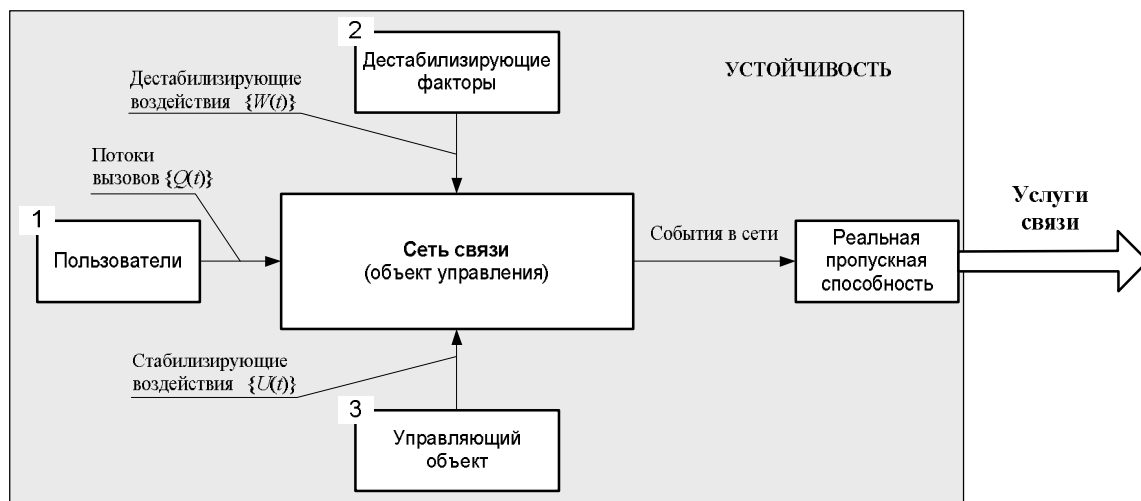 2
Дестабилизирующие
факторы
УСТОЙЧИВОСТЬ
Дестабилизирующие
воздействия {W(t)}
Потоки
вызовов {Q(t)}
1
Пользователи
Сеть связи
(объект управления)
События в сети
Реальная
пропускная
способность
Услуги
связи
Стабилизирующие
воздействия {U(t)}
3
Управляющий
объект